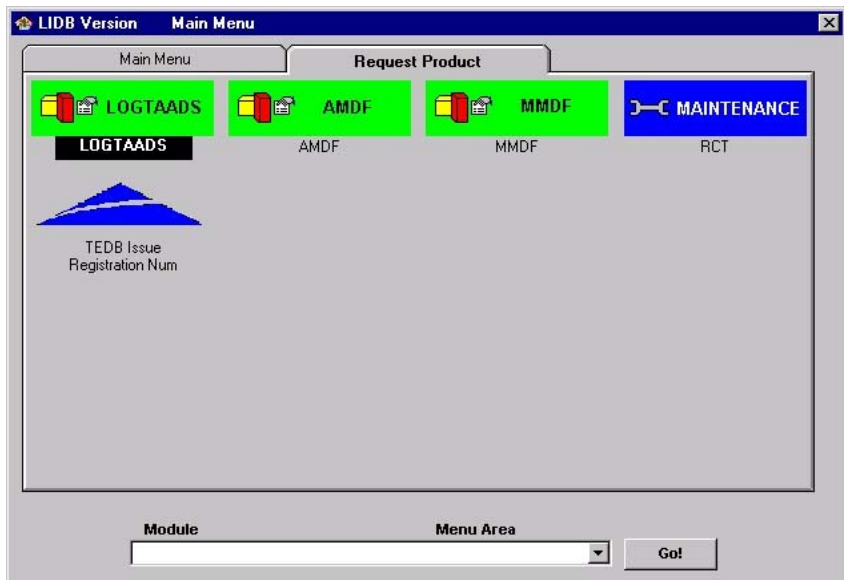 LIDB Version Main Menu
Main Menu
Request Product
LOGTAADS
AMDF
MMDF
MAINTENANCE
LOGTAADS
AMDF
MMDF
RCT
TEDB Issue
Registration Num
Module
Menu Area
Go!